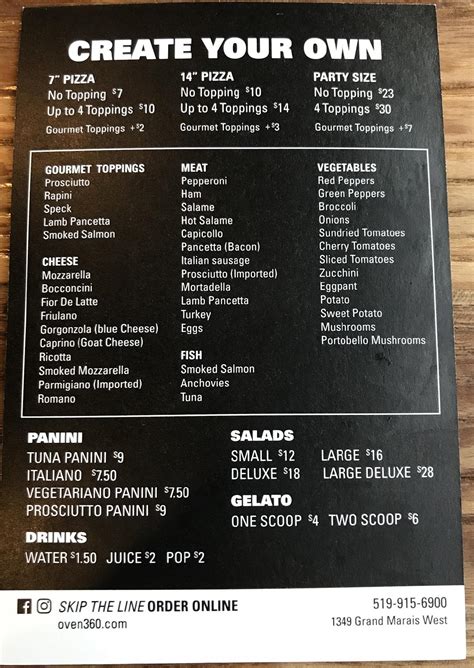 CREATE YOUR OWN
7" PIZZA
No Topping $7
Up to 4 Toppings $10
Gourmet Toppings +$2
14" PIZZA
No Topping $10
Up to 4 Toppings $14
Gourmet Toppings +$3
PARTY SIZE
No Topping $23
4 Toppings $30
Gourmet Toppings +$7
GOURMET TOPPINGS
Prosciutto
Rapini
Speck
Lamb Pancetta
Smoked Salmon
CHEESE
Mozzarella
Bocconcini
Fior De Latte
Friulano
Gorgonzola (blue Cheese)
Caprino (Goat Cheese)
Ricotta
Smoked Mozzarella
Parmigiano (Imported)
Romano
MEAT
Pepperoni
Ham
Salame
Hot Salame
Capicollo
Pancetta (Bacon)
Italian sausage
Prosciutto (Imported)
Mortadella
Lamb Pancetta
Turkey
Eggs
FISH
Smoked Salmon
Anchovies
Tuna
VEGETABLES
Red Peppers
Green Peppers
Broccoli
Onions
Sundried Tomatoes
Cherry Tomatoes
Sliced Tomatoes
Zucchini
Eggpant
Potato
Sweet Potato
Mushrooms
Portobello Mushrooms
PANINI
TUNA PANINI $9
ITALIANO $7.50
VEGETARIANO PANINI $7.50
PROSCIUTTO PANINI $9
DRINKS
WATER $1.50 JUICE $2 POP $2
SALADS
SMALL $12 LARGE $16
DELUXE $18 LARGE DELUXE $28
GELATO
ONE SCOOP $4 TWO SCOOP $6
SKIP THE LINE ORDER ONLINE
oven360.com
519-915-6900
1349 Grand Marais West